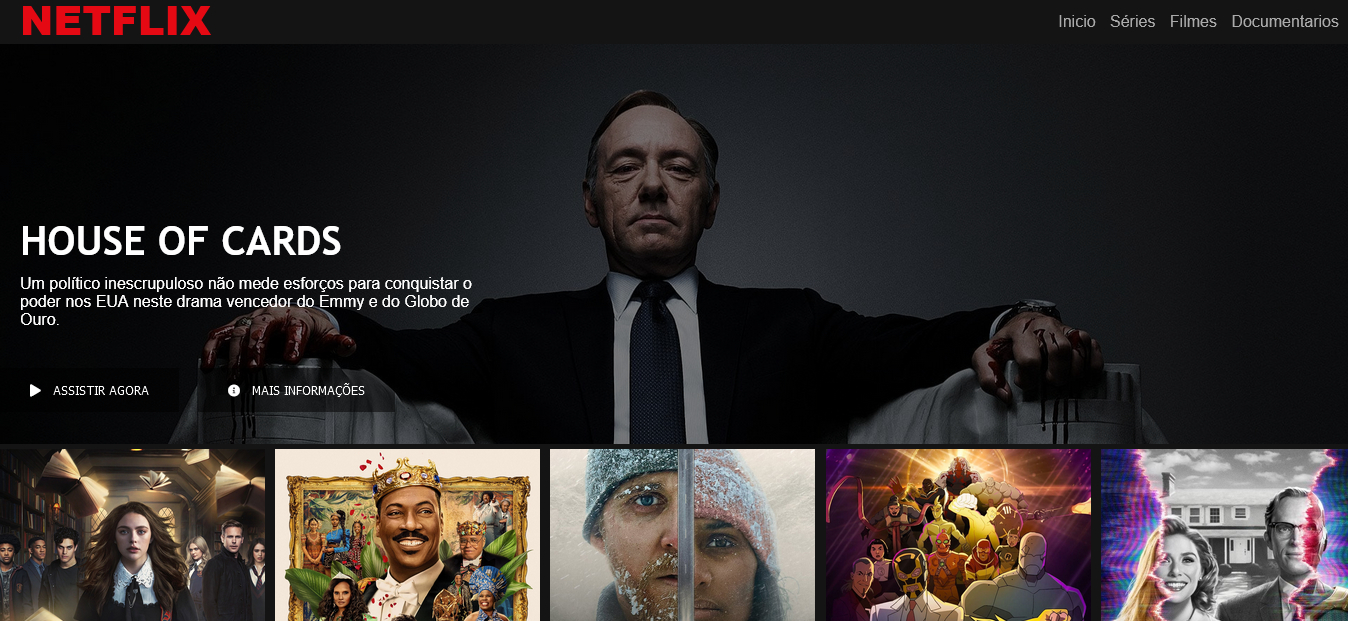 NETFLIX
Inicio Séries Filmes Documentarios
HOUSE OF CARDS
Um político inescrupuloso não mede esforços para conquistar o
poder nos EUA neste drama vencedor do Emmy e do Globo de
Ouro.
ASSISTIR AGORA MAIS INFORMAÇÕES